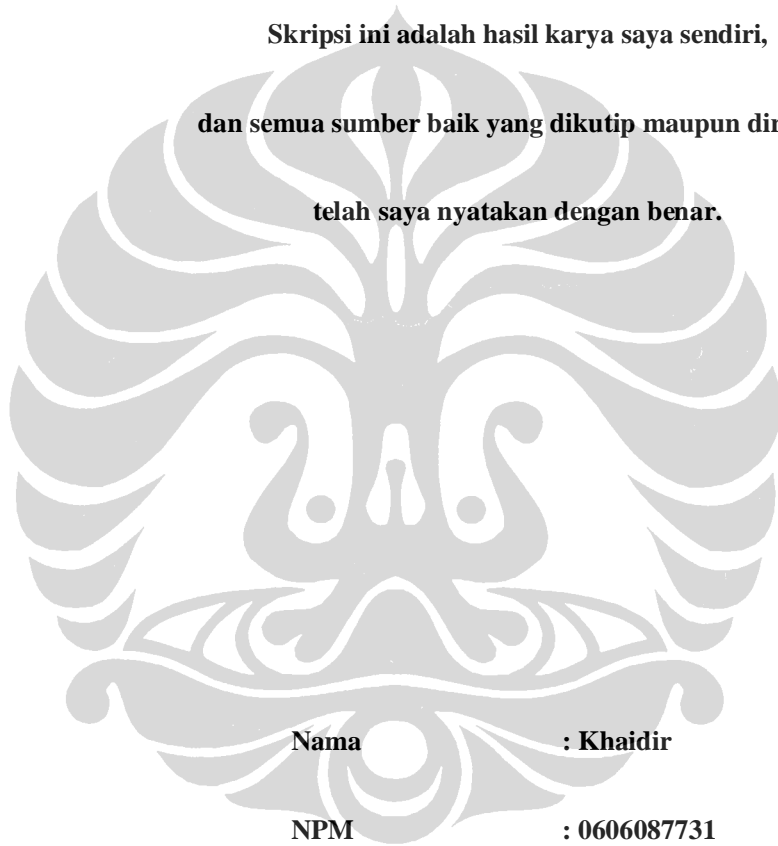 Skripsi ini adalah hasil karya saya sendiri,
dan semua sumber baik yang dikutip maupun
telah saya nyatakan dengan benar.
Nama : Khaidir
NPM : 0606087731